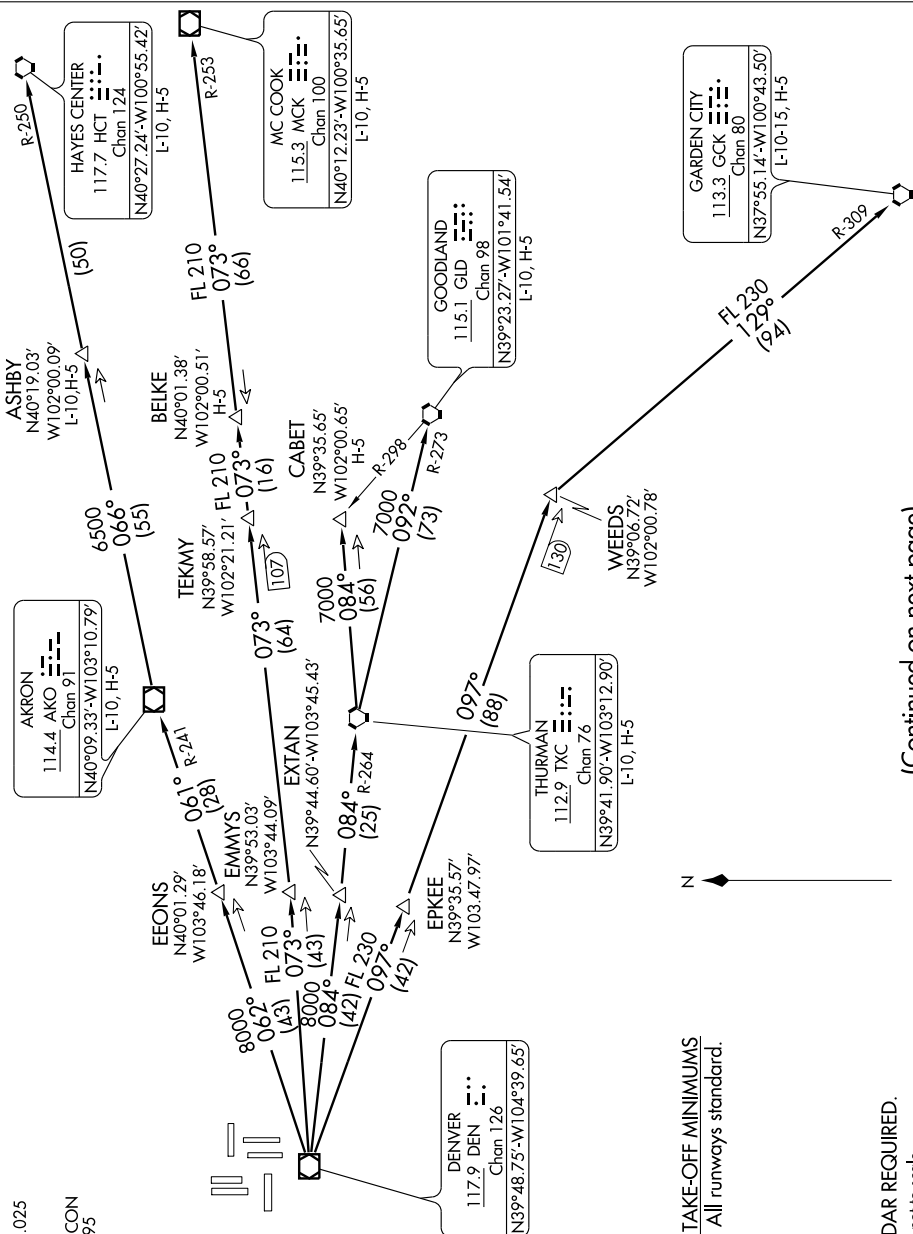 .025
CON
95
AKRON
114.4 AKO
Chan 91
N40°09.33'-W103°10.79'
L-10, H-5
ASHBY
N40°19.03'
W102°00.09'
L-10,H-5
R-250
HAYES CENTER
117.7 HCT
Chan 124
N40°27.24'-W100°55.42'
L-10, H-5
(50)
6500
066°
(55)
R-253
MC COOK
115.3 MCK
Chan 100
N40°12.23'-W100°35.65'
L-10, H-5
EEONS
N40°01.29'
W103°46.18'
061°
(28)
R-241
TEKMY
N39°58.57'
W102°21.21'
BELKE
N40°01.38'
W102°00.51'
H-5
FL 210
073°
(66)
FL 210
073°
(16)
107
073°
(64)
EMMYS
N39°53.03'
W103°44.09'
EXTAN
N39°44.60'-W103°45.43'
CABET
N39°35.65'
W102°00.65'
H-5
R-298
GOODLAND
115.1 GLD
Chan 98
N39°23.27'-W101°41.54'
L-10, H-5
8000
062°
(43)
FL 210
073°
(43)
8000
084°
(42)
FL 230
097°
(42)
084°
(25)
R-264
7000
084°
(56)
7000
092°
(73)
R-273
EPKEE
N39°35.57'
W103.47.97'
THURMAN
112.9 TXC
Chan 76
N39°41.90'-W103°12.90'
L-10, H-5
097°
(88)
130
WEEDS
N39°06.72'
W102°00.78'
FL 230
129°
(94)
R-309
GARDEN CITY
113.3 GCK
Chan 80
N37°55.14'-W100°43.50'
L-10-15, H-5
DENVER
117.9 DEN
Chan 126
N39°48.75'-W104°39.65'
N
TAKE-OFF MINIMUMS
All runways standard.
DAR REQUIRED.
(Continued on next page)